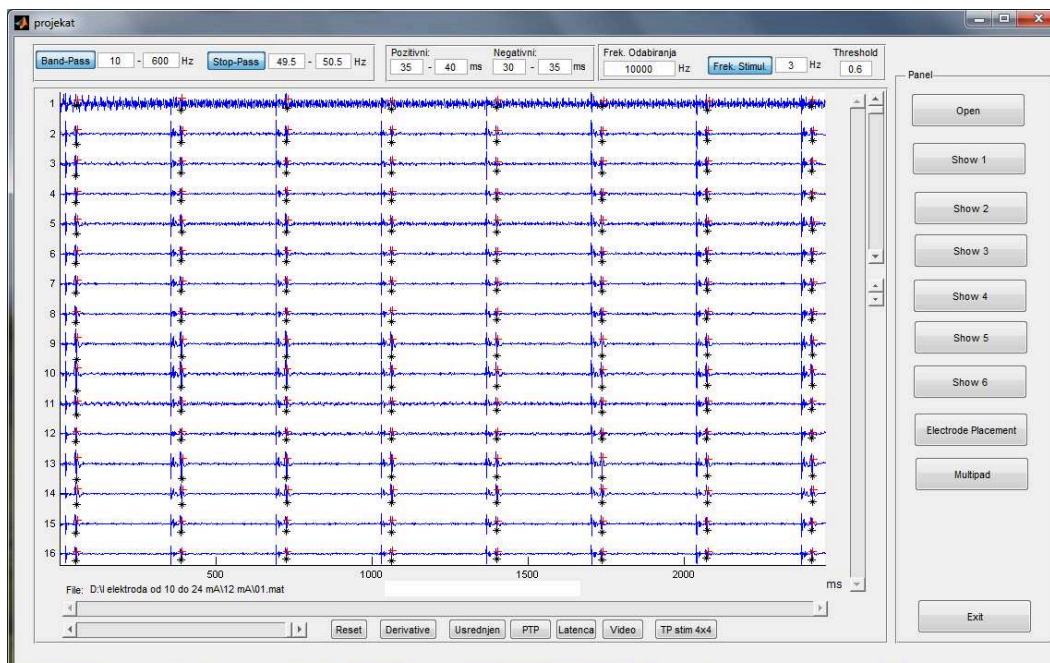 projekat
Band-Pass 10 - 600 Hz Stop-Pass 49.5 - 50.5 Hz
Pozitivni: Negativni:
35 - 40 ms 30 - 35 ms
Frek. Odabiranja Threshold
10000 Hz Frek. Stimul. 3 Hz 0.6
Panel
Open
Show 1
Show 2
Show 3
Show 4
Show 5
Show 6
Electrode Placement
Multipad
Exit
1
2
3
4
5
6
7
8
9
10
11
12
13
14
15
16
500 1000 1500 2000
ms
File: D:\I elektroda od 10 do 24 mA\12 mA\01.mat
Reset Derivative Usrednjen PTP Latenca Video TP stim 4x4